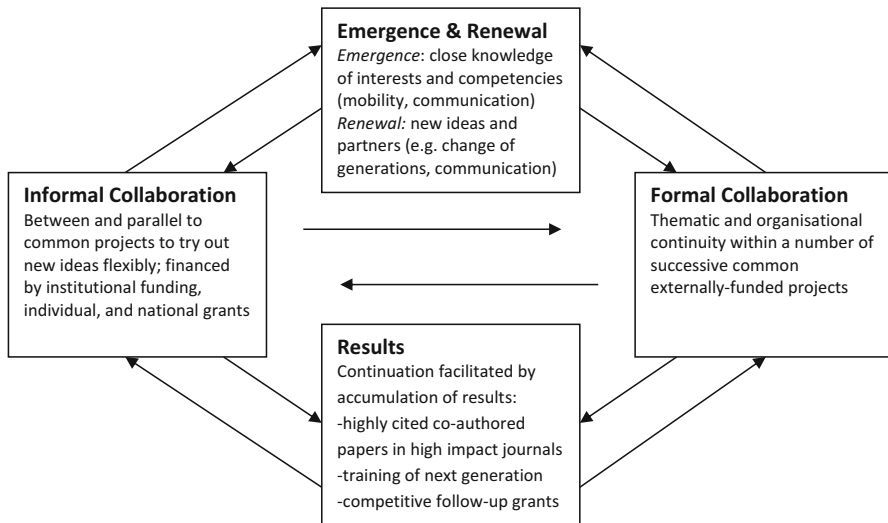 Emergence & Renewal
Emergence: close knowledge
of interests and competencies
(mobility, communication)
Renewal: new ideas and
partners (e.g. change of
generations, communication)
Informal Collaboration
Between and parallel to
common projects to try out
new ideas flexibly; financed
by institutional funding,
individual, and national grants
Formal Collaboration
Thematic and organisational
continuity within a number of
successive common
externally-funded projects
Results
Continuation facilitated by
accumulation of results:
-highly cited co-authored
papers in high impact journals
-training of next generation
-competitive follow-up grants